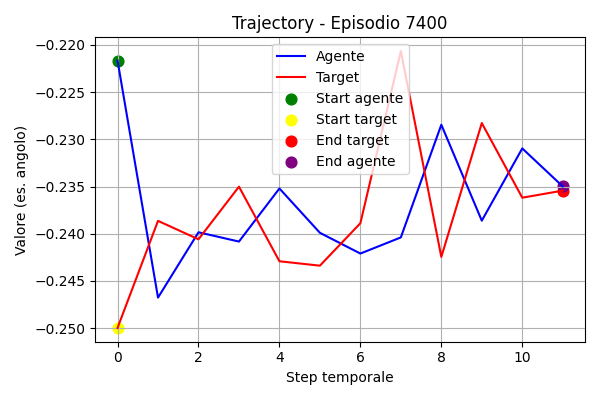 Trajectory - Episodio 7400
Agente
Target
Start agente
Start target
End target
End agente
Valore (es. angolo)
−0.220
−0.225
−0.230
−0.235
−0.240
−0.245
−0.250
0 2 4 6 8 10
Step temporale